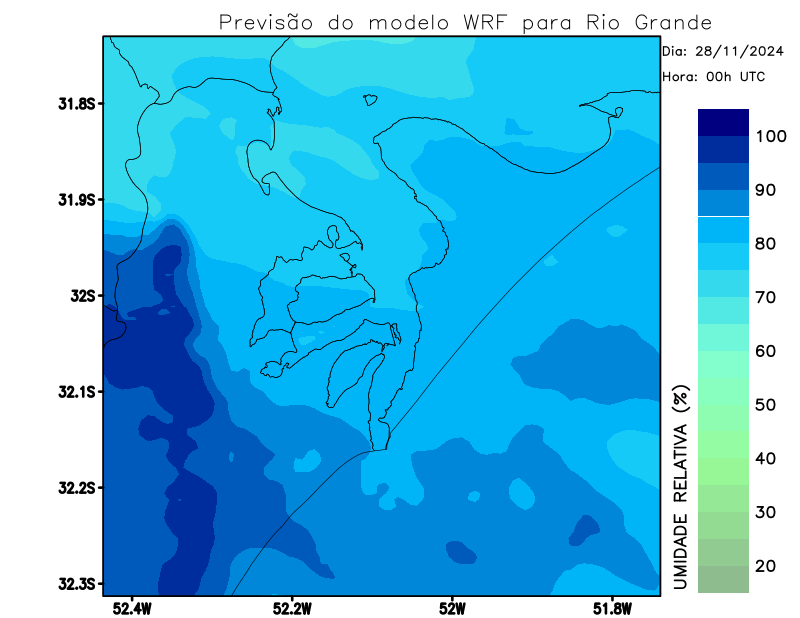 Previsão do modelo WRF para Rio Grande
Dia: 28/11/2024
Hora: 00h UTC
31.8S
31.9S
32S
32.1S
32.2S
32.3S
52.4W
52.2W
52W
51.8W
UMIDADE RELATIVA (%)
100
90
80
70
60
50
40
30
20